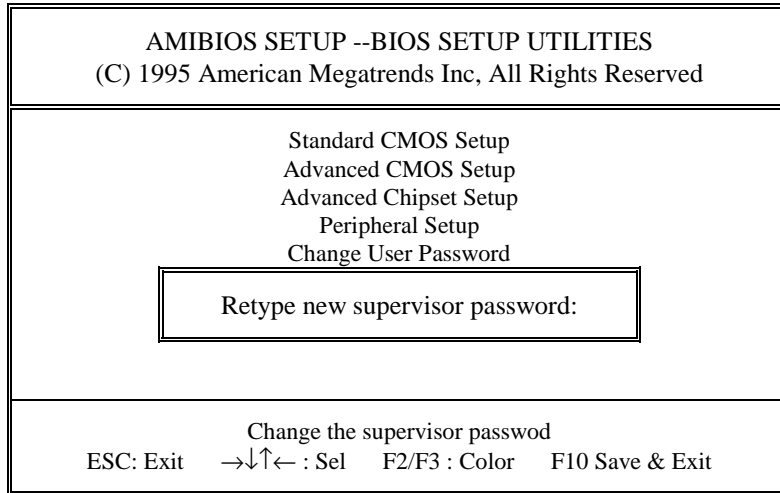 AMIBIOS SETUP --BIOS SETUP UTILITIES
(C) 1995 American Megatrends Inc, All Rights Reserved
Standard CMOS Setup
Advanced CMOS Setup
Advanced Chipset Setup
Peripheral Setup
Change User Password
Retype new supervisor password:
Change the supervisor passwod
ESC: Exit →↓↑← : Sel F2/F3 : Color F10 Save & Exit